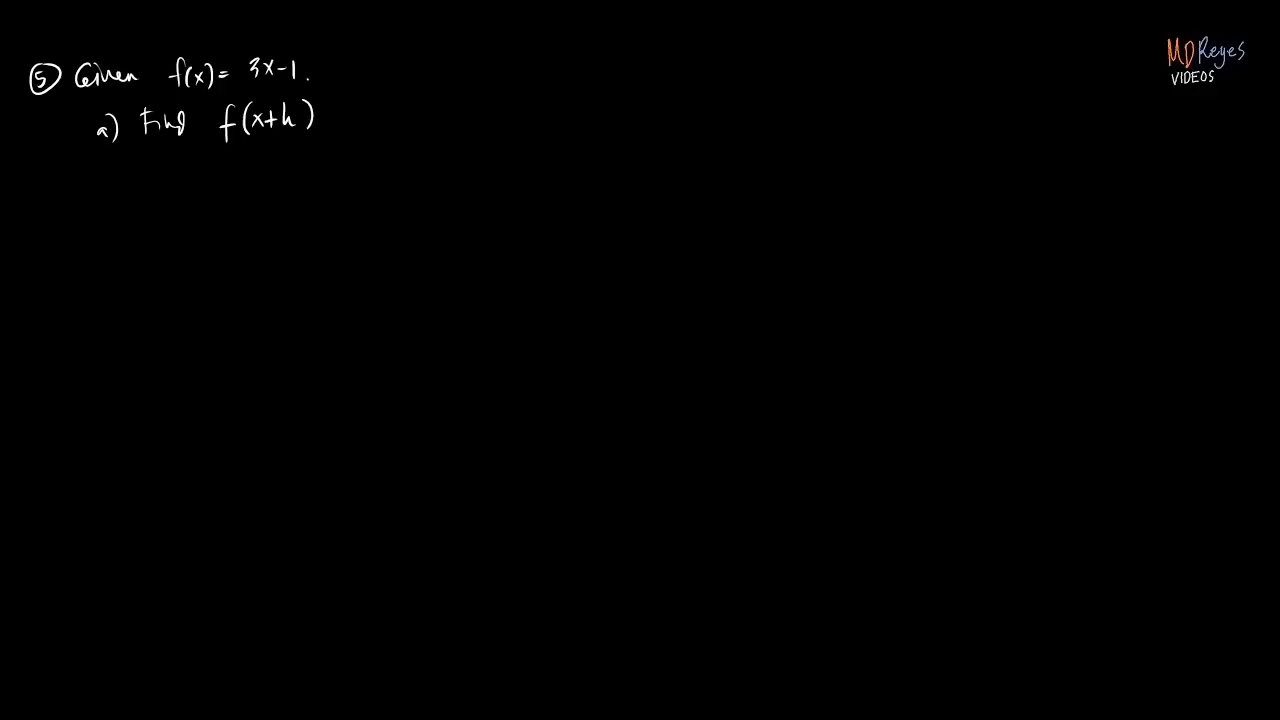 ⑤ Given f(x)= 3x-1.
a) Find f(x+h)
MD Reyes
VIDEOS